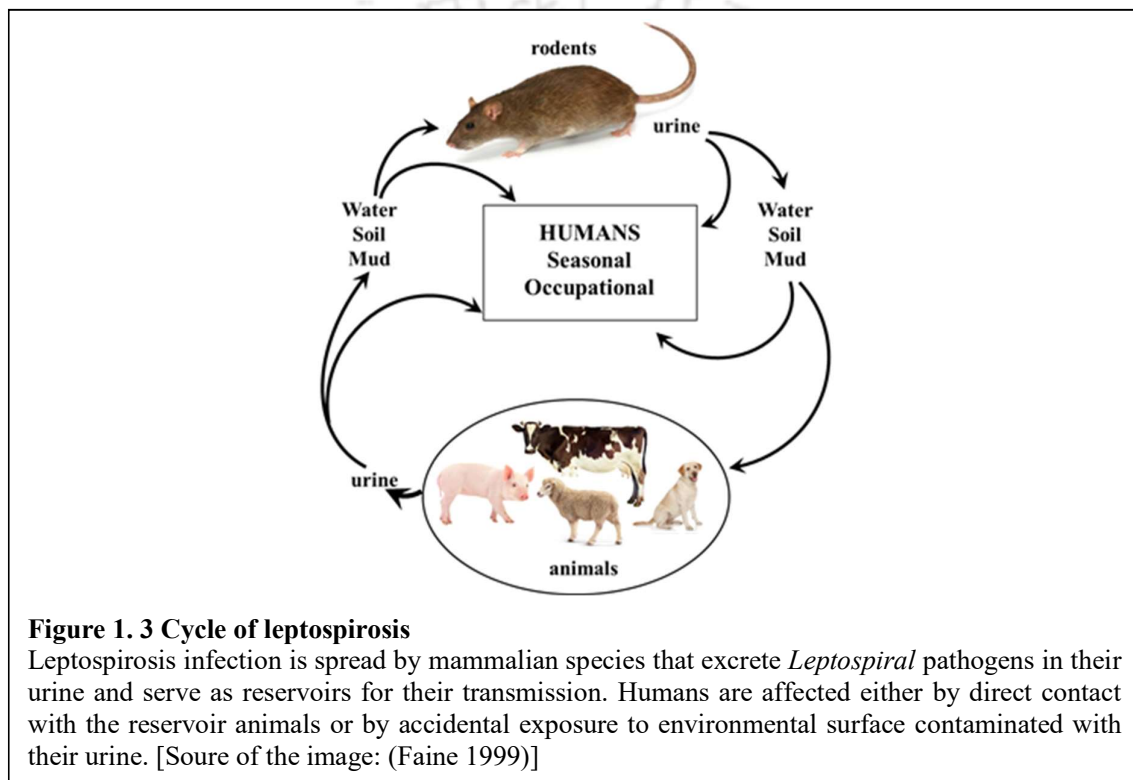 rodents
urine
Water
Soil
Mud
Water
Soil
Mud
HUMANS
Seasonal
Occupational
urine
animals
Figure 1. 3 Cycle of leptospirosis
Leptospirosis infection is spread by mammalian species that excrete Leptospiral pathogens in their
urine and serve as reservoirs for their transmission. Humans are affected either by direct contact
with the reservoir animals or by accidental exposure to environmental surface contaminated with
their urine. [Soure of the image: (Faine 1999)]